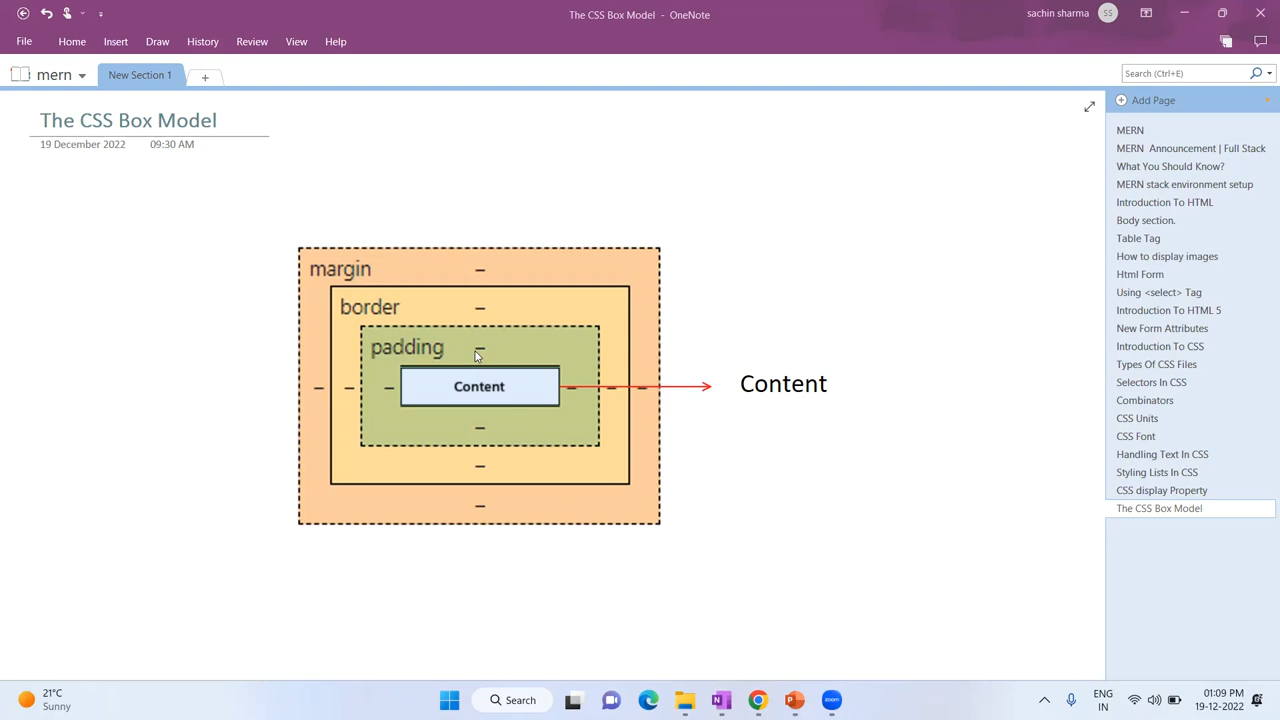 The CSS Box Model - OneNote
sachin sharma
SS
File Home Insert Draw History Review View Help
mern
New Section 1
+
Search (Ctrl+E)
The CSS Box Model
19 December 2022 09:30 AM
margin
border
padding
Content
Content
Add Page
MERN
MERN Announcement | Full Stack
What You Should Know?
MERN stack environment setup
Introduction To HTML
Body section.
Table Tag
How to display images
Html Form
Using <select> Tag
Introduction To HTML 5
New Form Attributes
Introduction To CSS
Types Of CSS Files
Selectors In CSS
Combinators
CSS Units
CSS Font
Handling Text In CSS
Styling Lists In CSS
CSS display Property
The CSS Box Model
21°C
Sunny
Search
zoom
ENG
IN
01:09 PM
19-12-2022